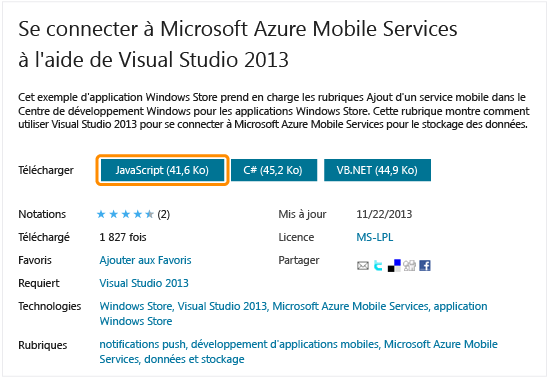 Se connecter à Microsoft Azure Mobile Services
à l'aide de Visual Studio 2013
Cet exemple d'application Windows Store prend en charge les rubriques Ajout d'un service mobile dans le
Centre de développement Windows pour les applications Windows Store. Cette rubrique montre comment
utiliser Visual Studio 2013 pour se connecter à Microsoft Azure Mobile Services pour le stockage des données.
Télécharger JavaScript (41,6 Ko) C# (45,2 Ko) VB.NET (44,9 Ko)
Notations (2) Mis à jour 11/22/2013
Téléchargé 1 827 fois Licence MS-LPL
Favoris Ajouter aux Favoris Partager
Requiert Visual Studio 2013
Technologies Windows Store, Visual Studio 2013, Microsoft Azure Mobile Services, application
Windows Store
Rubriques notifications push, développement d'applications mobiles, Microsoft Azure Mobile
Services, données et stockage